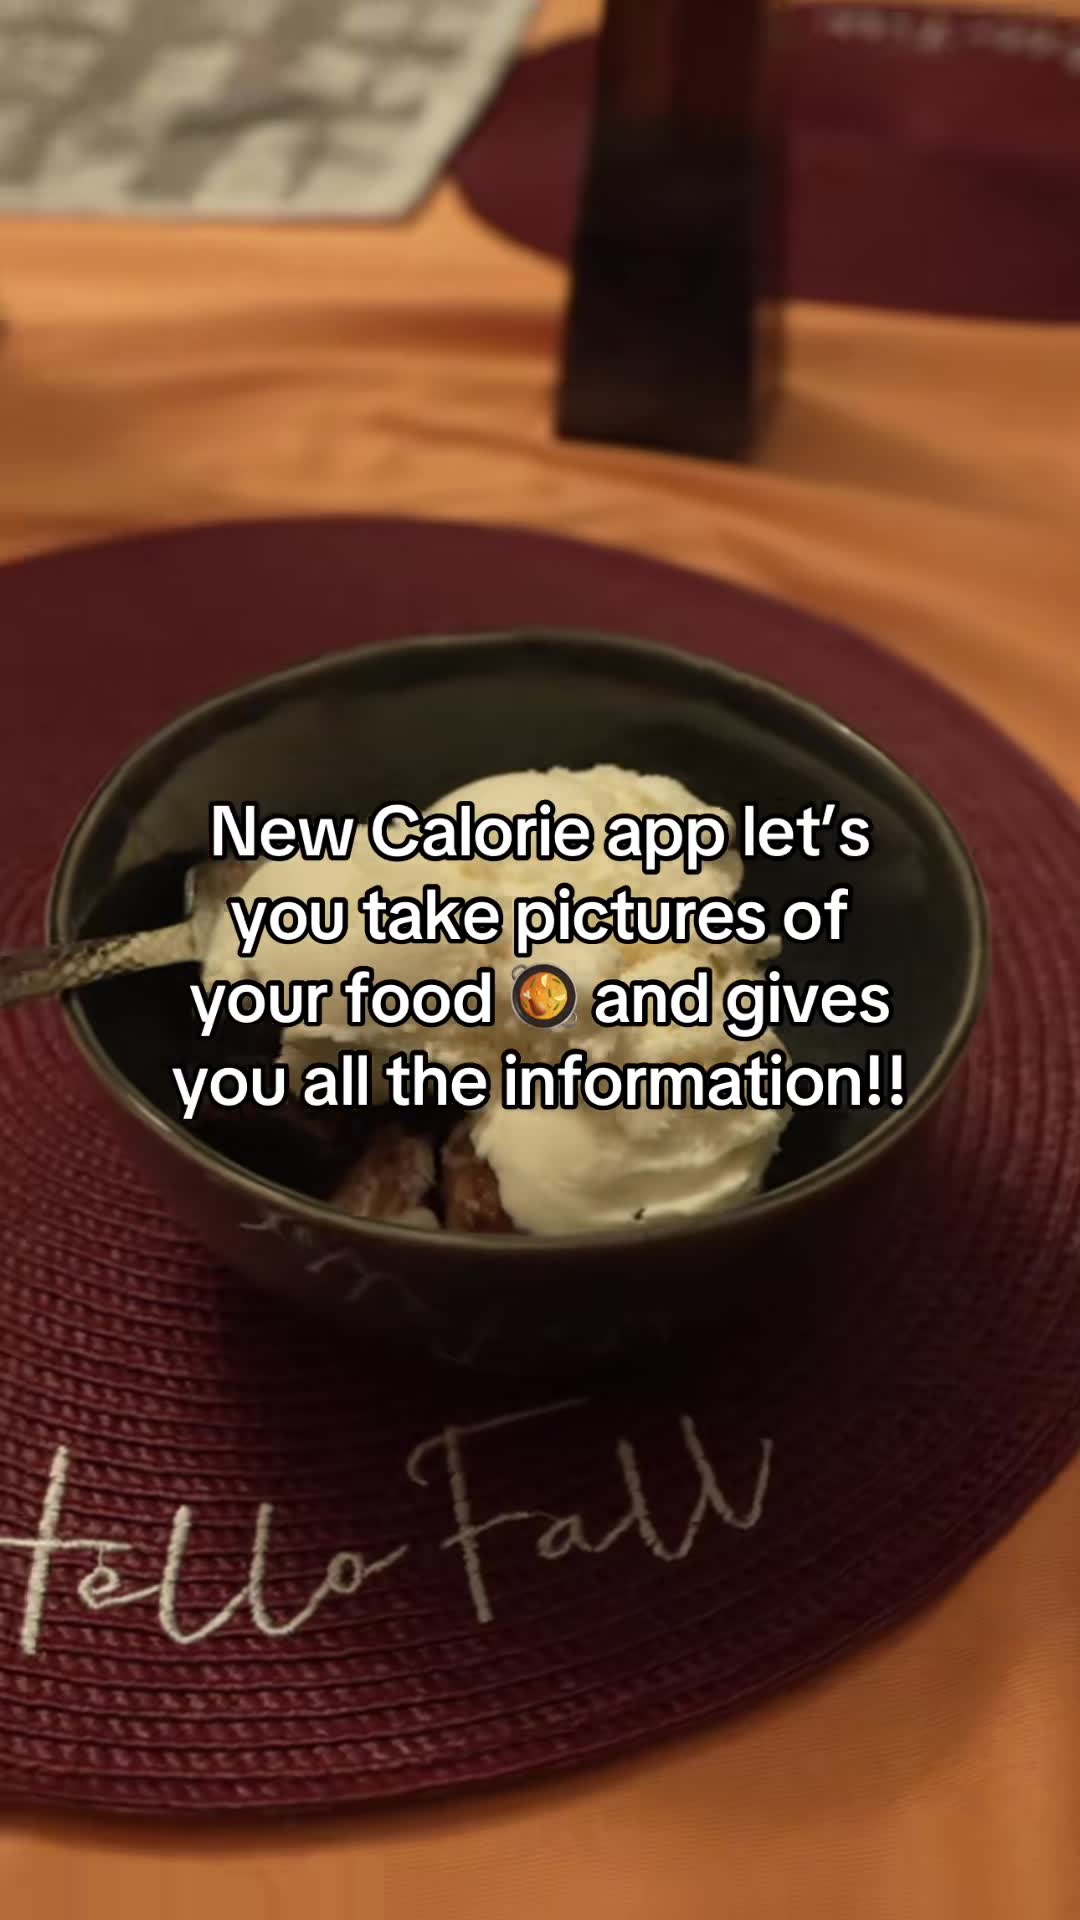 New Calorie app let’s
you take pictures of
your food 🥘 and gives
you all the information!!
Hello Fall